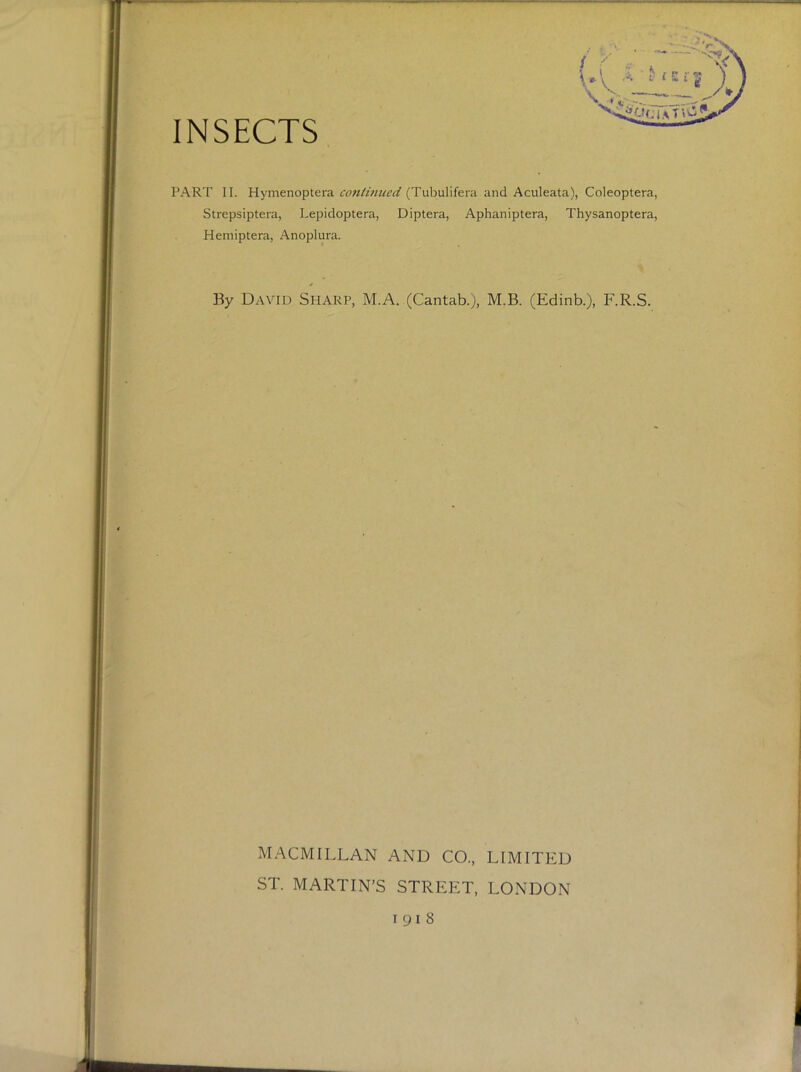 INSECTS
PART II. Hymenoptera continued (Tubulifera and Aculeata), Coleoptera,
Strepsiptera, Lepidoptera, Diptera, Aphaniptera, Thysanoptera,
Hemiptera, Anoplura.
By DAVID SHARP, M.A. (Cantab.), M.B. (Edinb.), F.R.S.
MACMILLAN AND CO., LIMITED
ST. MARTIN'S STREET, LONDON
1918